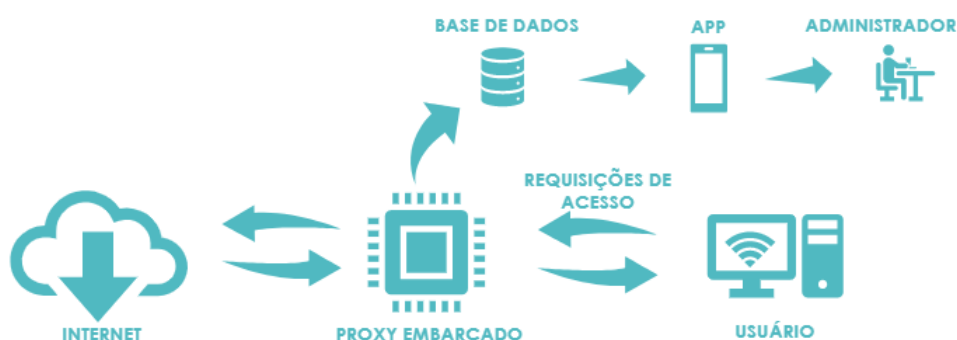 BASE DE DADOS
APP
ADMINISTRADOR
REQUISIÇÕES DE
ACESSO
INTERNET
PROXY EMBARCADO
USUÁRIO